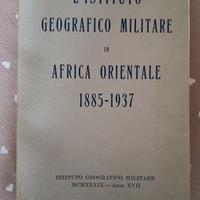 L'ISTITUTO
GEOGRAFICO MILITARE
IN
AFRICA ORIENTALE
1885-1937
ISTITUTO GEOGRAFICO MILITARE
MCMXXXIX — Anno XVII